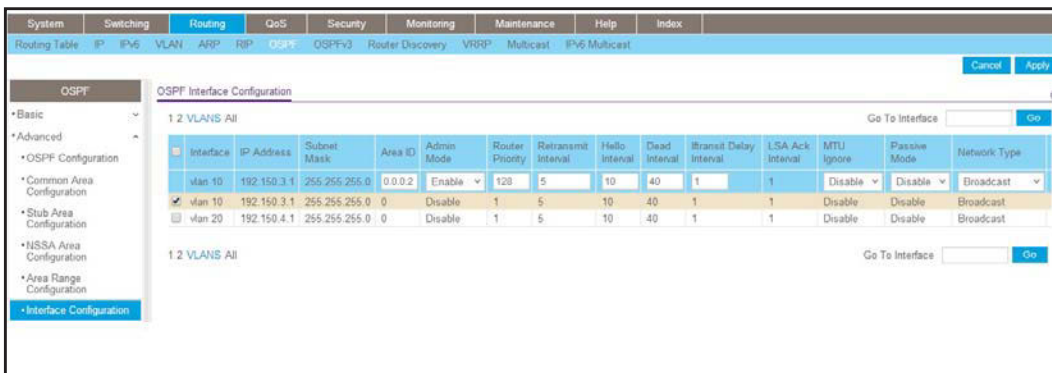 System Switching Routing QoS Security Monitoring Maintenance Help Index
Routing Table IP IPv6 VLAN ARP RIP OSPF OSPFv3 Router Discovery VRRP Multicast IPv6 Multicast
Cancel Apply
OSPF
Basic
Advanced
OSPF Configuration
Common Area
Configuration
Stub Area
Configuration
NSSA Area
Configuration
Area Range
Configuration
Interface Configuration
OSPF Interface Configuration
1 2 VLANS All Go To Interface Go
Interface IP Address Subnet Mask Area ID Admin Mode Router Priority Retransmit Interval Hello Interval Dead Interval Iftransit Delay Interval LSA Ack Interval MTU Ignore Passive Mode Network Type
vlan 10 192.150.3.1 255.255.255.0 0.0.0.2 Enable 128 5 10 40 1 1 Disable Disable Broadcast
vlan 10 192.150.3.1 255.255.255.0 0 Disable 1 5 10 40 1 1 Disable Disable Broadcast
vlan 20 192.150.4.1 255.255.255.0 0 Disable 1 5 10 40 1 1 Disable Disable Broadcast
1 2 VLANS All Go To Interface Go